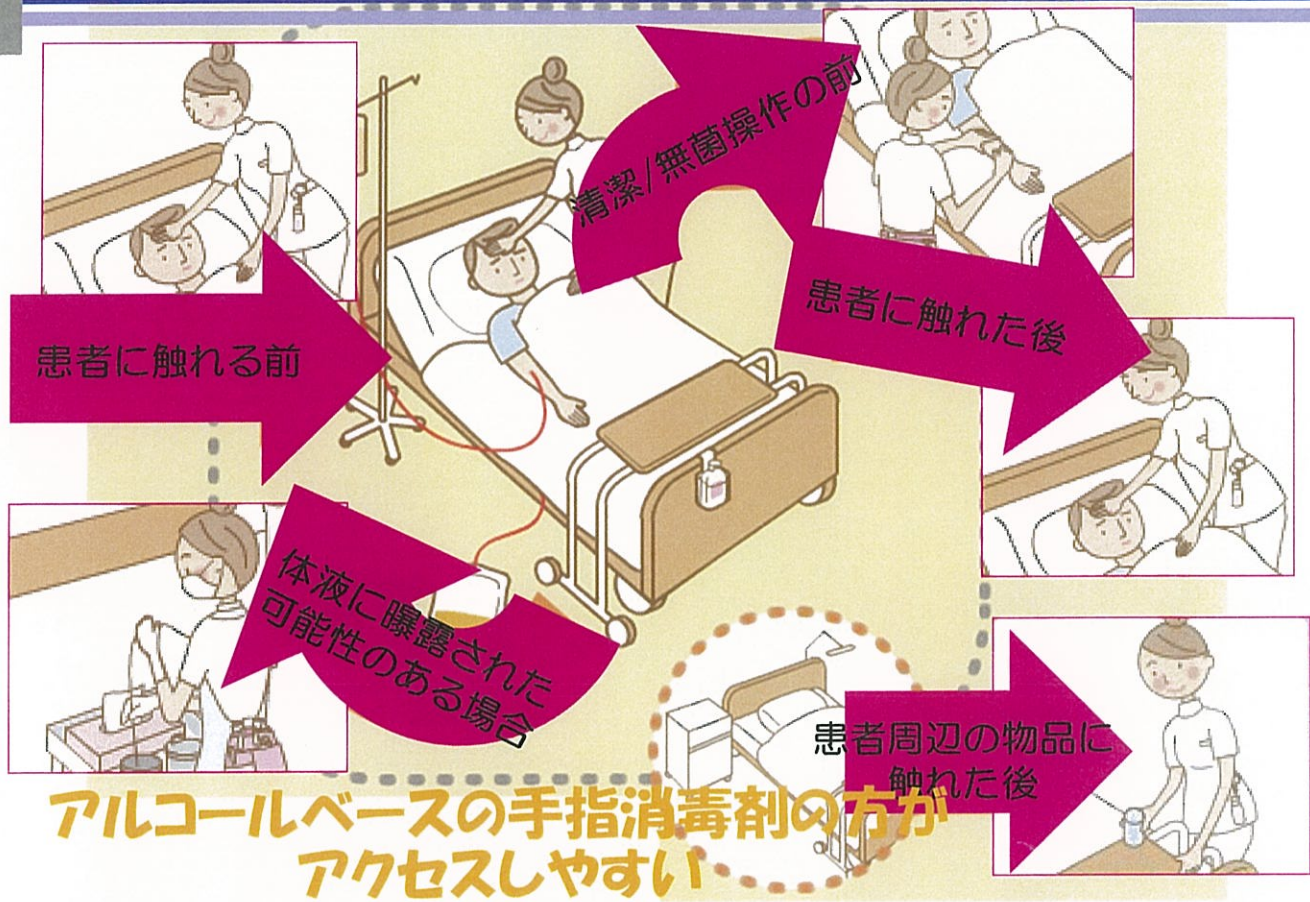 清潔/無菌操作の前
患者に触れる前
患者に触れた後
体液に曝露された
可能性のある場合
患者周辺の物品に
触れた後
アルコールベースの手指消毒剤の方が
アクセスしやすい